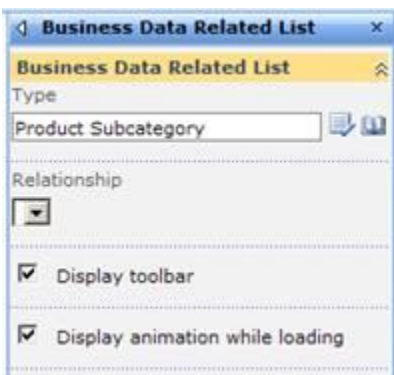 Business Data Related List
Business Data Related List
Type
Product Subcategory
Relationship
Display toolbar
Display animation while loading